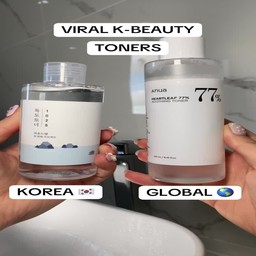 VIRAL K-BEAUTY
TONERS
Anua
HEARTLEAF 77%
SOOTHING TONER
77%
KOREA 🇰🇷
GLOBAL 🌎